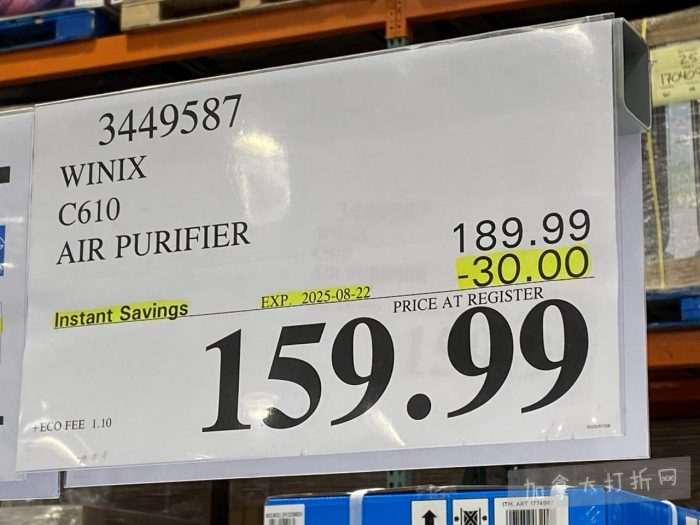 3449587
WINIX
C610
AIR PURIFIER
189.99
-30.00
Instant Savings
EXP. 2025-08-22
PRICE AT REGISTER
159.99
+ECO FEE 1.10
加拿大打折网